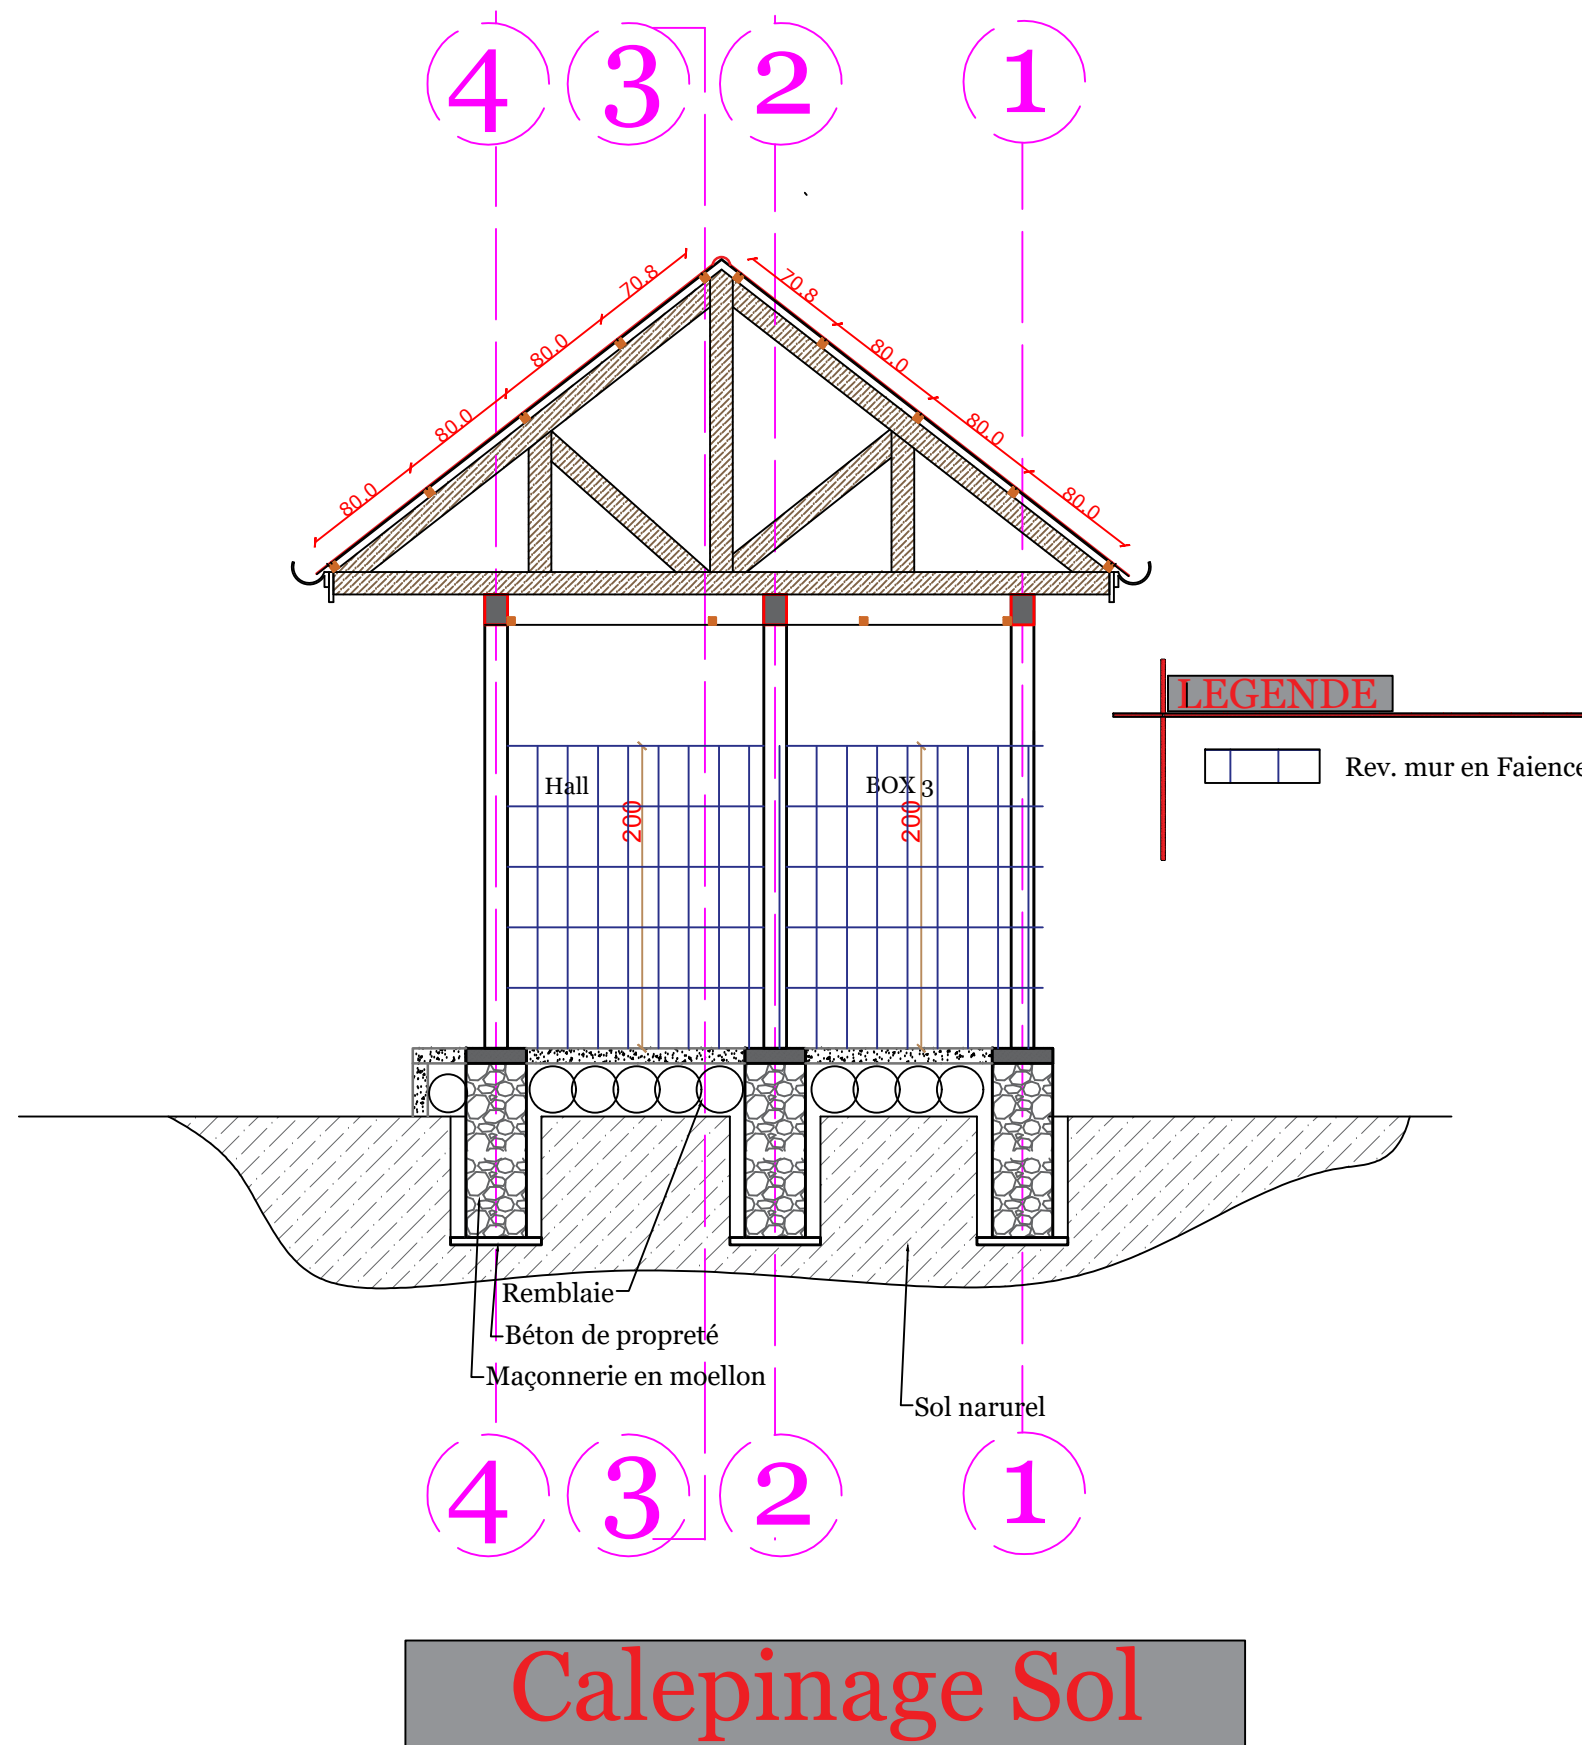 4 3 2 1
70.8 70.8
80.0 80.0
80.0 80.0
80.0 80.0
LEGENDE
Rev. mur en Faience
Hall BOX 3
200 200
Remblaie
Béton de propreté
Maçonnerie en moellon
Sol narurel
4 3 2 1
Calepinage Sol